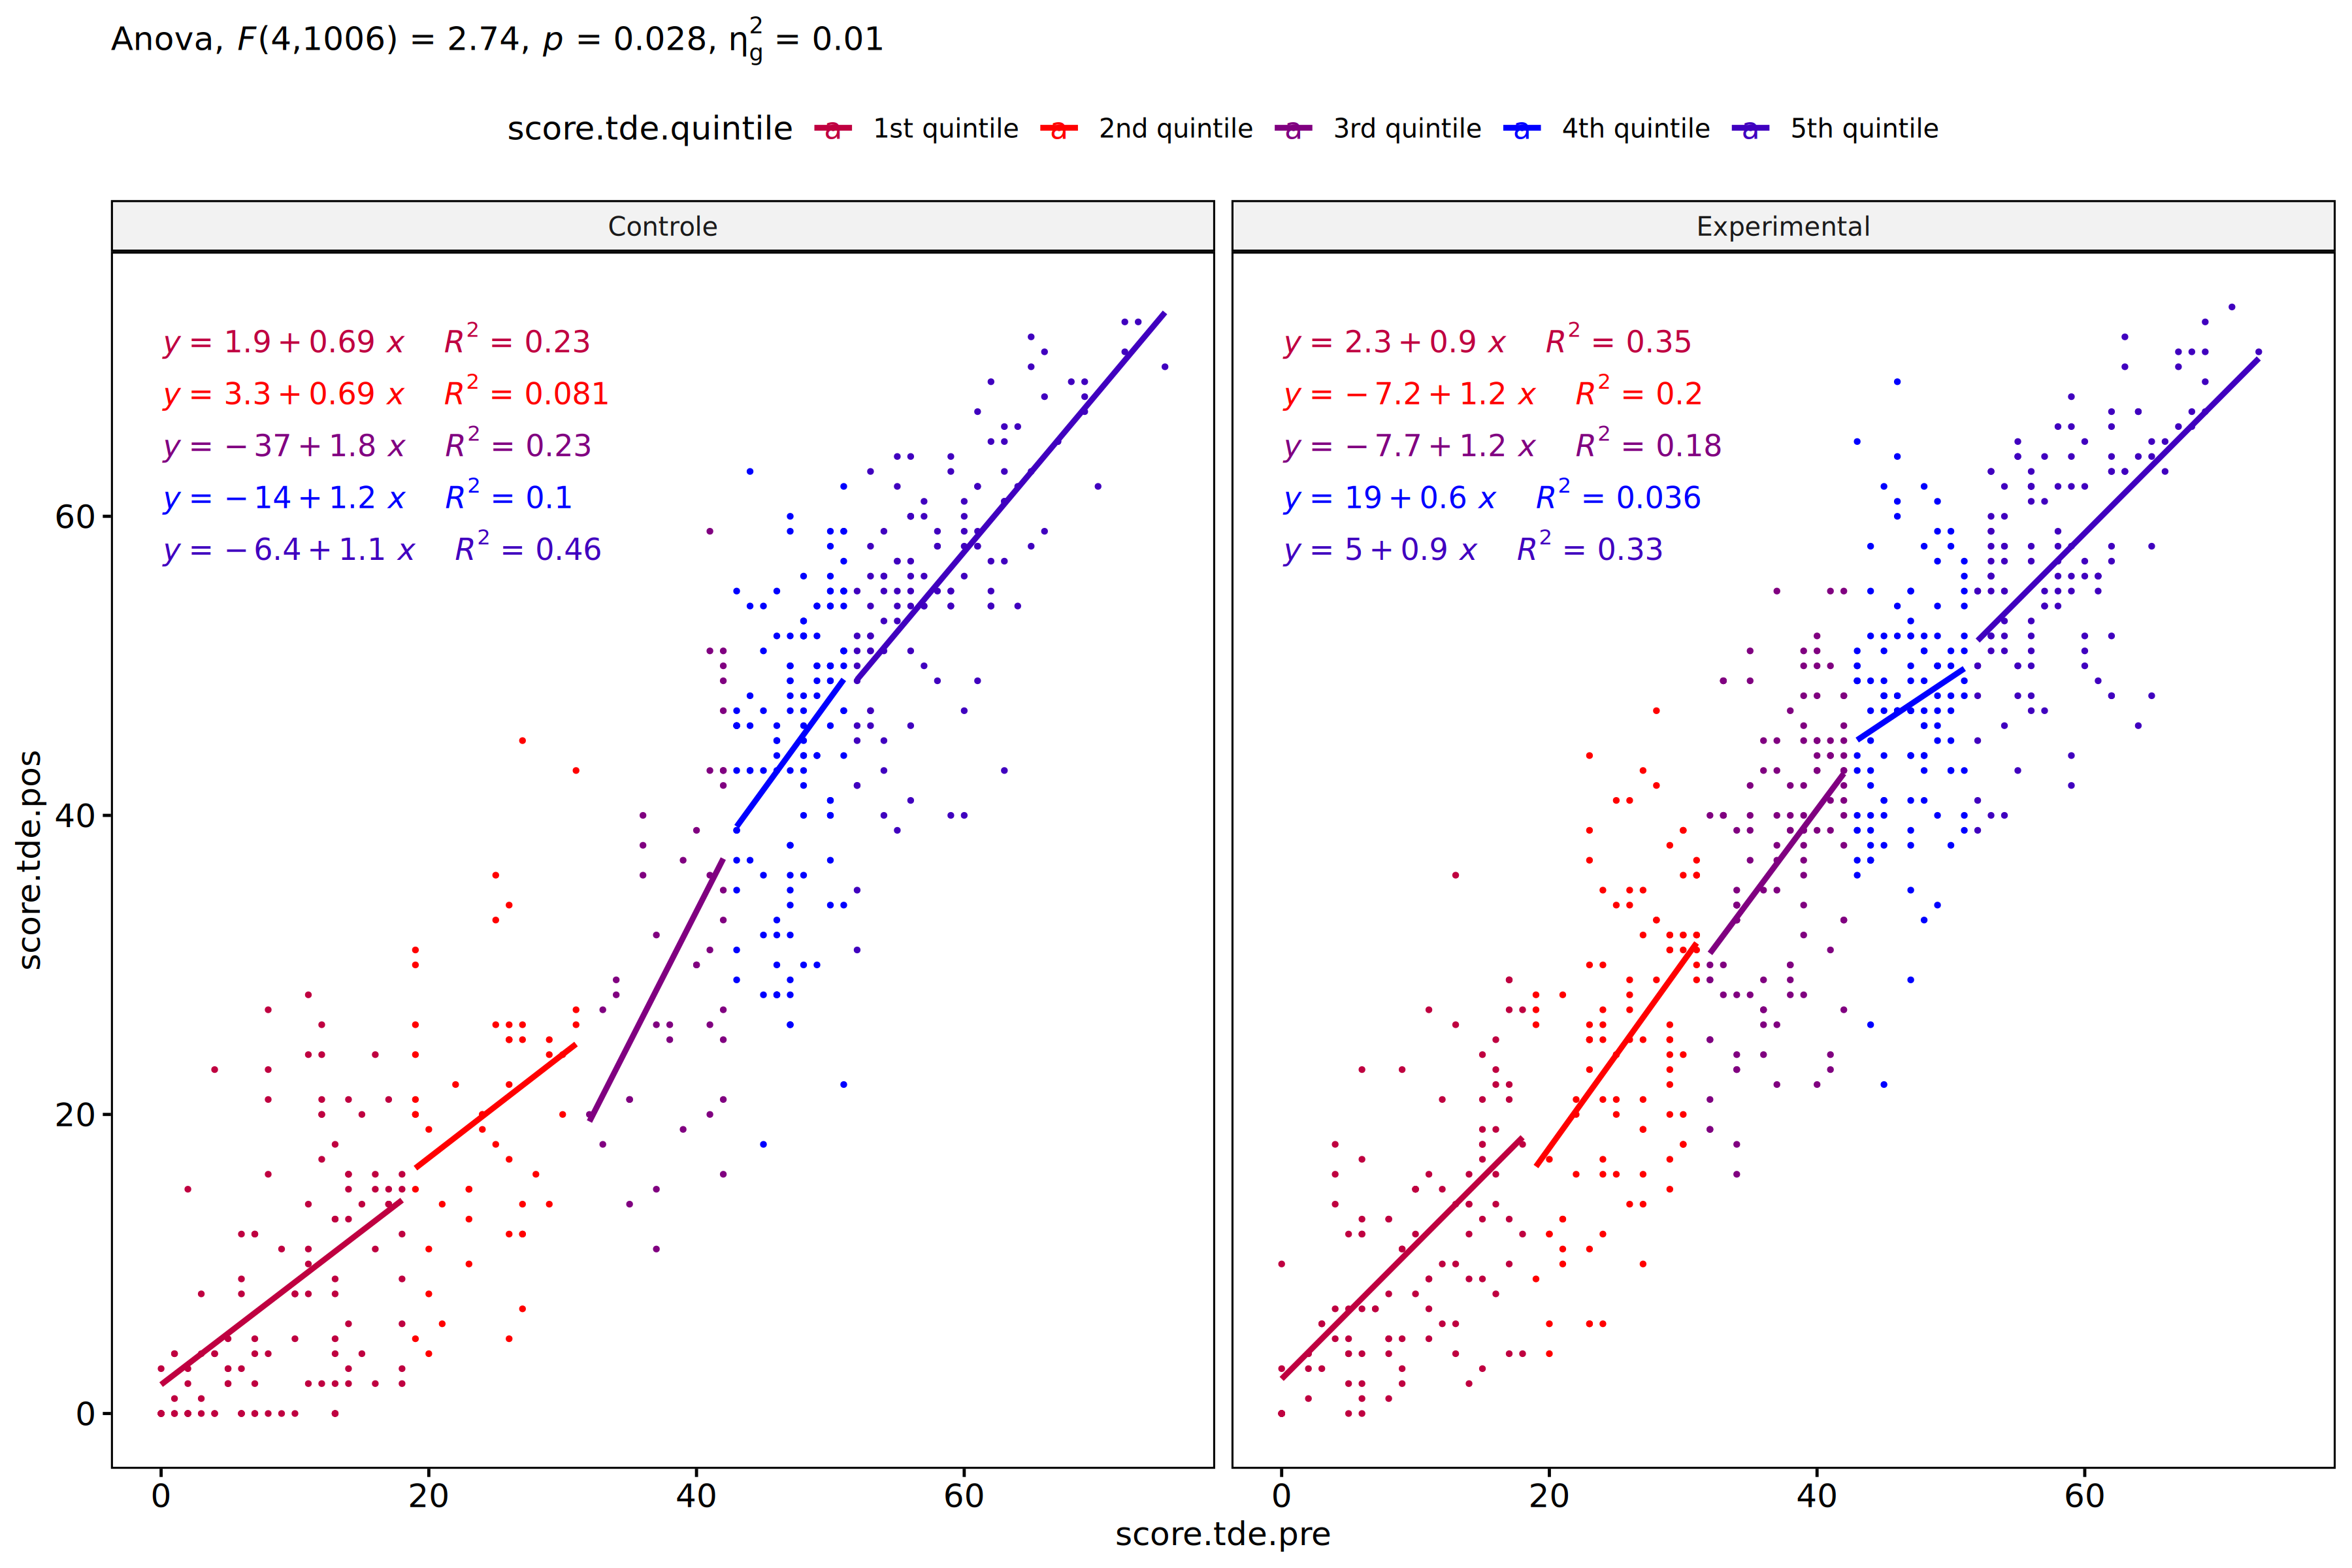 Anova, F(4,1006) = 2.74, p = 0.028, η²g = 0.01
score.tde.quintile a 1st quintile a 2nd quintile a 3rd quintile a 4th quintile a 5th quintile
Controle
y = 1.9 + 0.69 x R² = 0.23
y = 3.3 + 0.69 x R² = 0.081
y = − 37 + 1.8 x R² = 0.23
y = − 14 + 1.2 x R² = 0.1
y = − 6.4 + 1.1 x R² = 0.46
Experimental
y = 2.3 + 0.9 x R² = 0.35
y = − 7.2 + 1.2 x R² = 0.2
y = − 7.7 + 1.2 x R² = 0.18
y = 19 + 0.6 x R² = 0.036
y = 5 + 0.9 x R² = 0.33
score.tde.pos
60
40
20
0
0 20 40 60
0 20 40 60
score.tde.pre